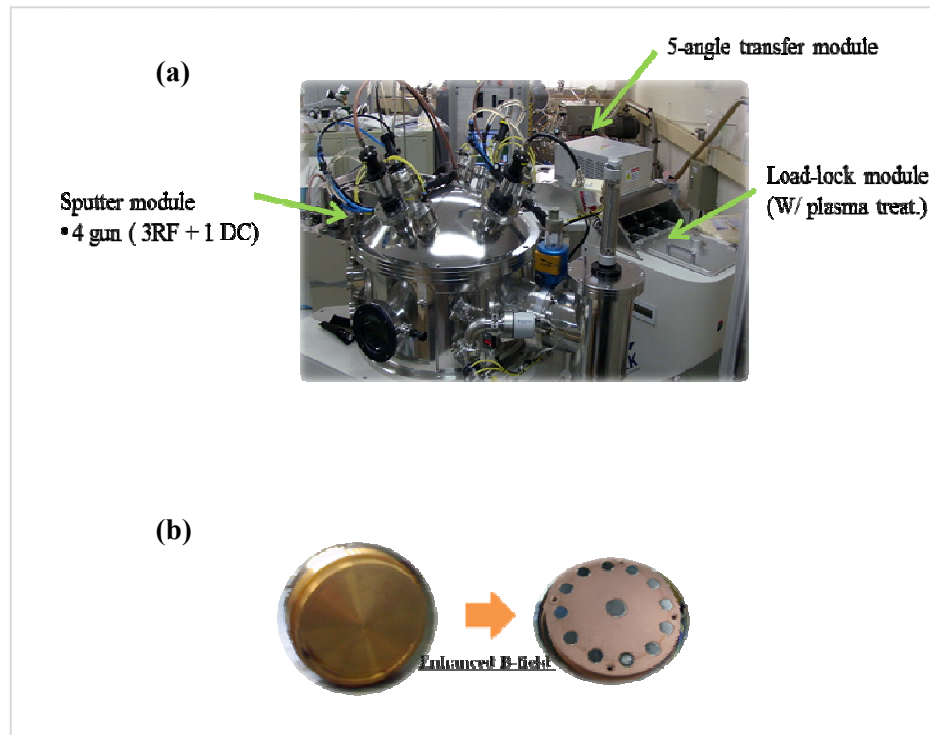 (a)
5-angle transfer module
Load-lock module
(W/ plasma treat.)
Sputter module
• 4 gun ( 3RF + 1 DC)
(b)
Enhanced B-field